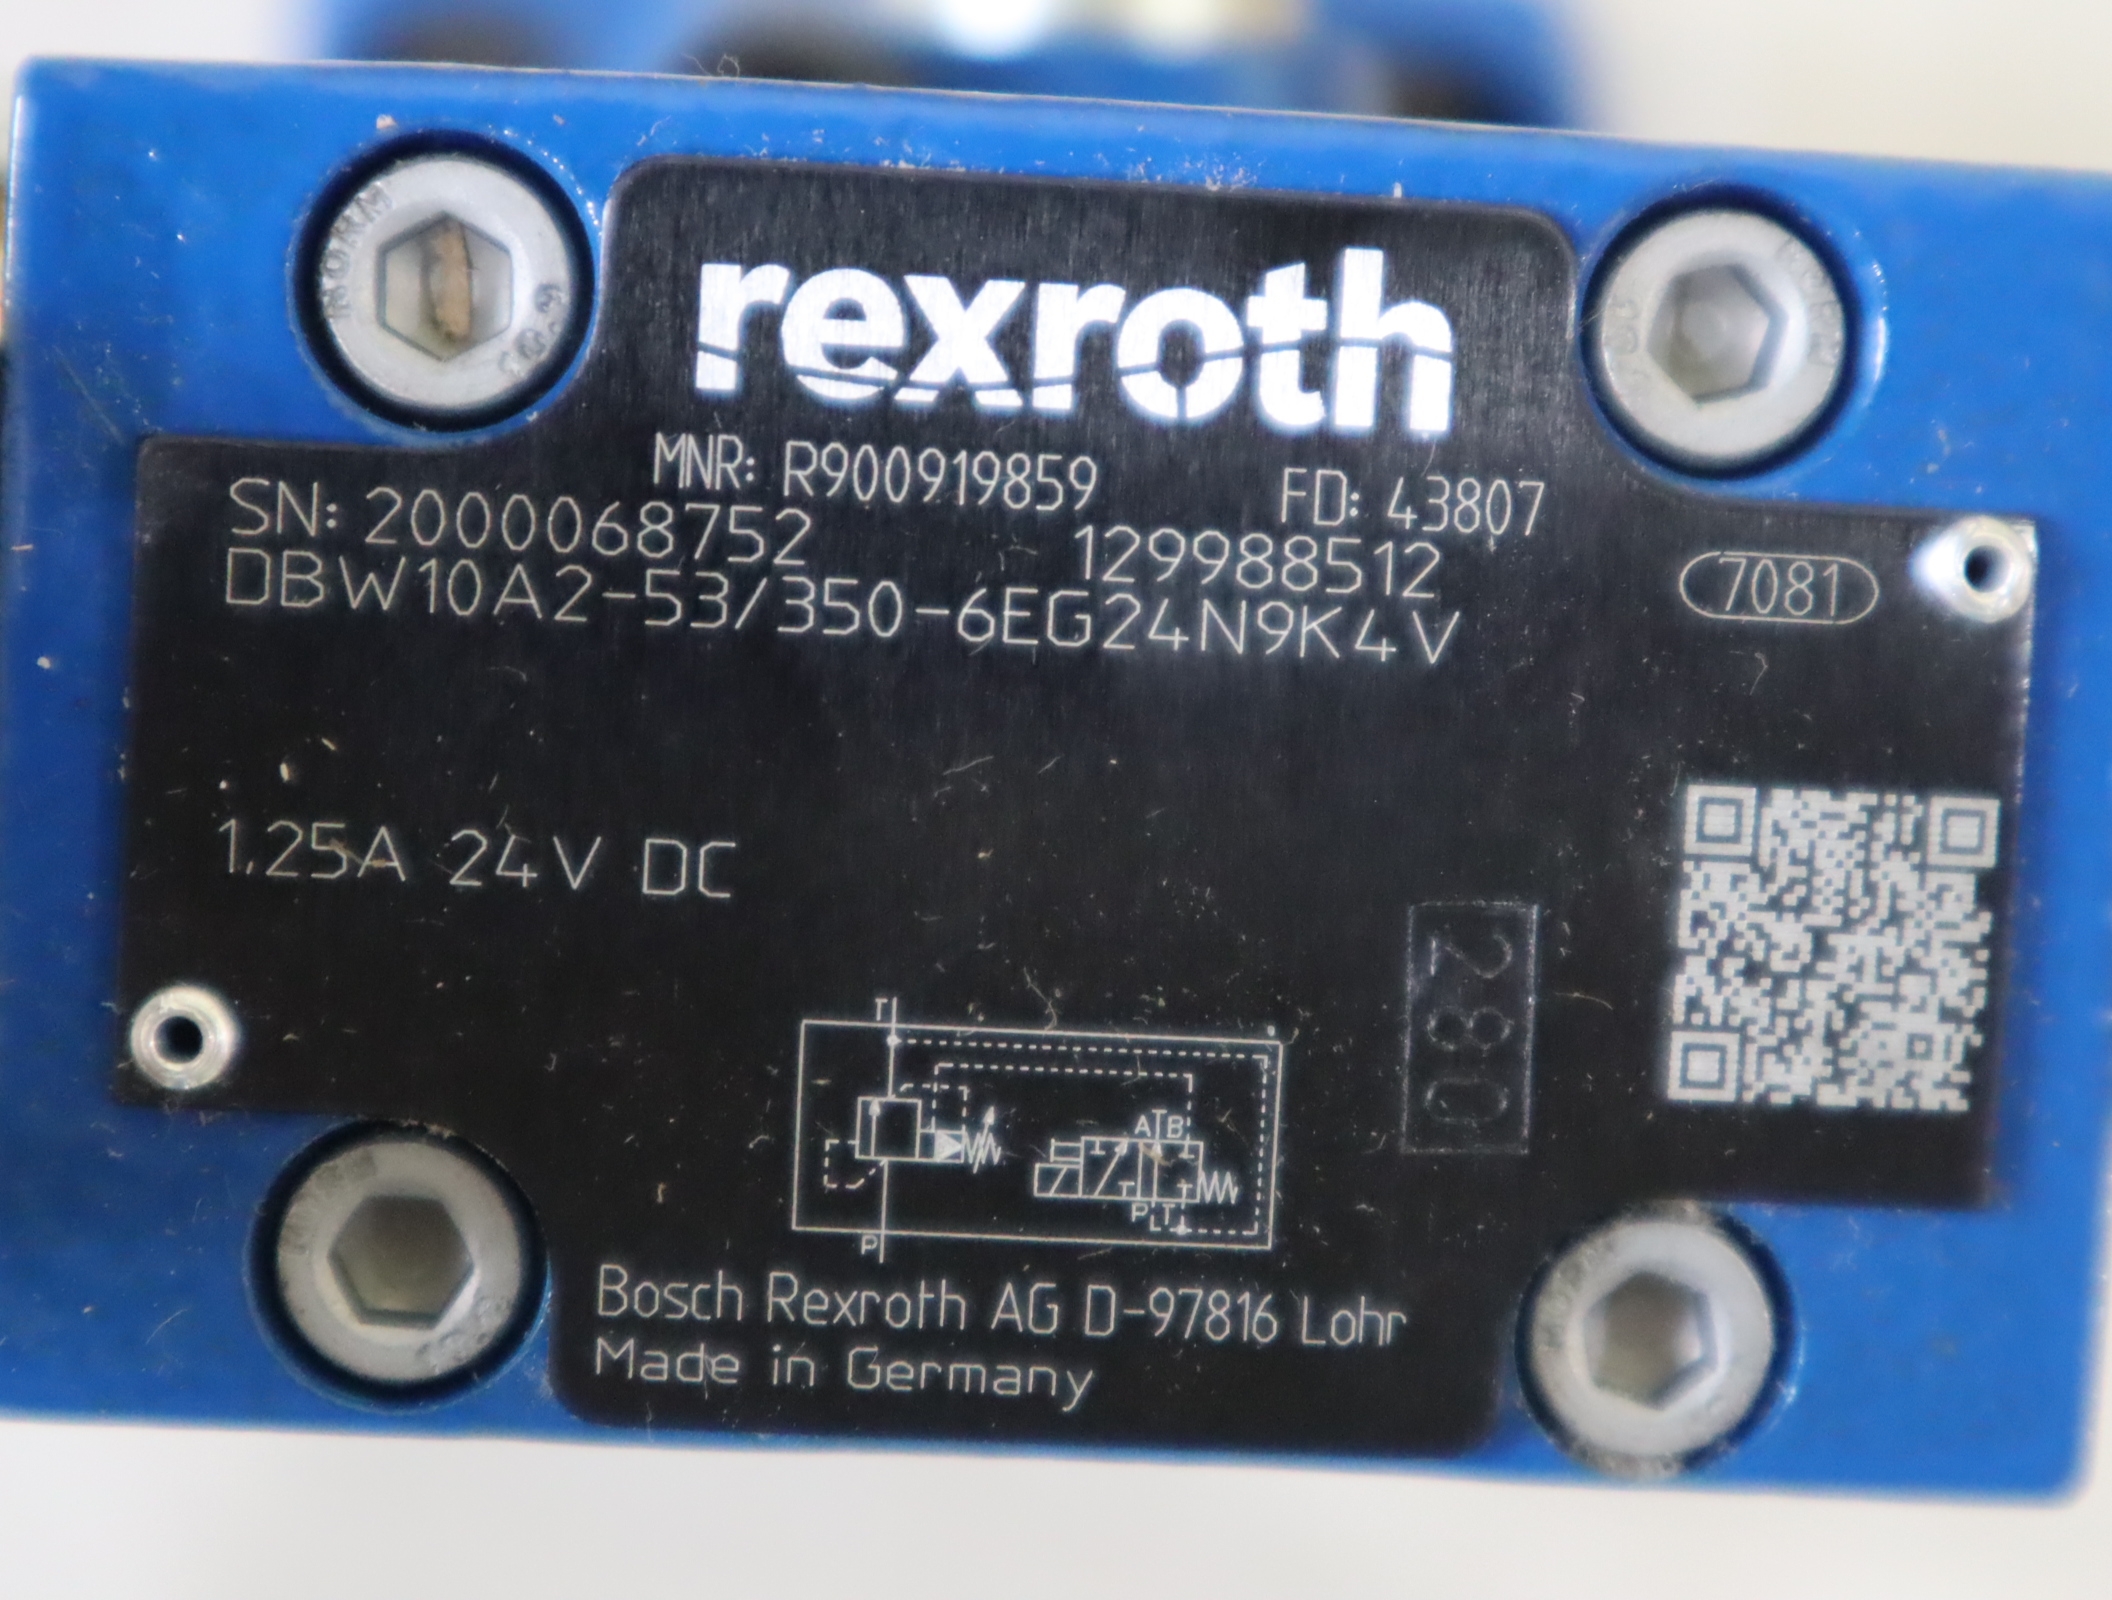 rexroth
MNR: R900919859 FD: 43807
SN: 2000068752 129988512
DBW10A2-53/350-6EG24N9K4V
7081
1.25A 24V DC
280
T
A B
P T
P
Bosch Rexroth AG D-97816 Lohr
Made in Germany